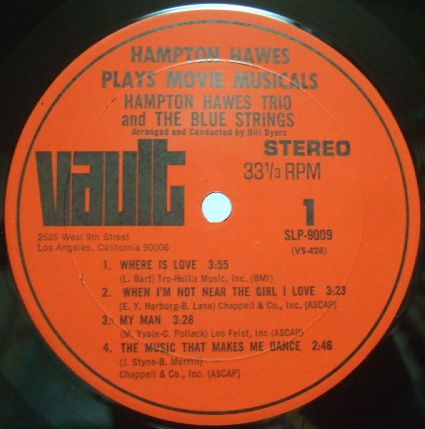 HAMPTON HAWES
PLAYS MOVIE MUSICALS
HAMPTON HAWES TRIO
and THE BLUE STRINGS
Arranged and Conducted by Bill Byers
vault
STEREO
33 1/3 RPM
1
SLP-9009
(VS-428)
2525 West 9th Street
Los Angeles, California 90006
1. WHERE IS LOVE 3:55
(L. Bart) Tro-Hollis Music, Inc. (BMI)
2. WHEN I'M NOT NEAR THE GIRL I LOVE 3:23
(E. Y. Harburg-B. Lane) Chappell & Co., Inc. (ASCAP)
3. MY MAN 3:28
(M. Yvain-C. Pollack) Leo Feist, Inc (ASCAP)
4. THE MUSIC THAT MAKES ME DANCE 2:46
(J. Styne-B. Merrill)
Chappell & Co., Inc. (ASCAP)